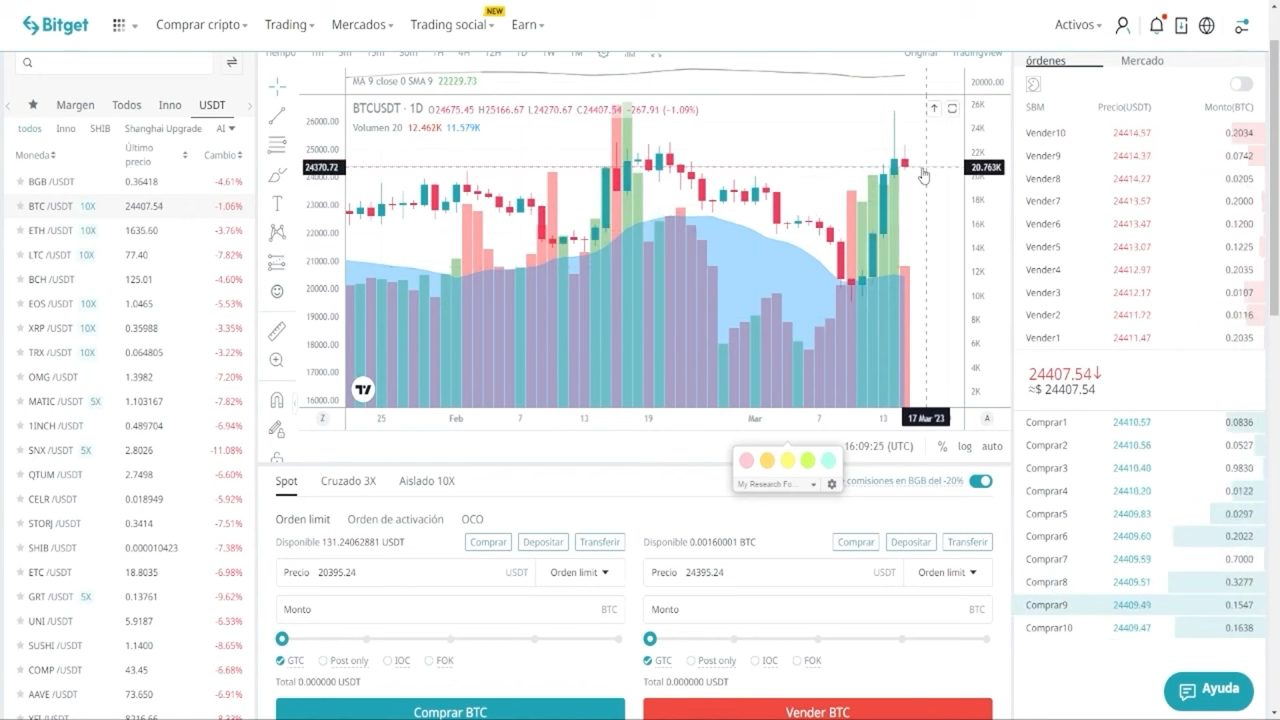 Bitget
Comprar cripto
Trading
Mercados
Trading social
NEW
Earn
Activos
Margen
Todos
Inno
USDT
todos
Inno
SHIB
Shanghai Upgrade
AI
Moneda
Último
precio
Cambio
BGB /USDT 0.36418 -4.61%
BTC /USDT 10X 24407.54 -1.06%
ETH /USDT 10X 1635.60 -3.76%
LTC /USDT 10X 77.40 -7.82%
BCH /USDT 125.01 -4.60%
EOS /USDT 10X 1.0465 -5.53%
XRP /USDT 10X 0.35988 -3.35%
TRX /USDT 10X 0.064805 -3.22%
OMG /USDT 1.3982 -7.20%
MATIC /USDT 5X 1.103167 -7.82%
1INCH /USDT 0.489704 -6.94%
SNX /USDT 5X 2.8026 -11.08%
QTUM /USDT 2.7498 -6.60%
CELR /USDT 0.018949 -5.92%
STORJ /USDT 0.3414 -7.51%
SHIB /USDT 0.000010423 -7.38%
ETC /USDT 18.8035 -6.98%
GRT /USDT 5X 0.13761 -9.62%
UNI /USDT 5.9187 -6.33%
SUSHI /USDT 1.1400 -8.65%
COMP /USDT 43.45 -6.68%
AAVE /USDT 73.650 -6.91%
Tiempo 1m 5m 15m 30m 1H 4H 12H 1D 1W 1M
Original TradingView
MA 9 close 0 SMA 9 22229.73
20000.00
BTCUSDT · 1D O24675.45 H25166.67 L24270.67 C24407.54 -267.91 (-1.09%)
Volumen 20 12.462K 11.579K
26000.00
24370.72
24000.00
23000.00
22000.00
21000.00
20000.00
19000.00
18000.00
17000.00
16000.00
26K
24K
22K
20.763K
20K
18K
16K
14K
12K
10K
8K
6K
4K
2K
Z
25
Feb
7
13
19
Mar
7
13
17 Mar '23
A
16:09:25 (UTC)
%
log
auto
My Research Fo...
comisiones en BGB del -20%
Spot
Cruzado 3X
Aislado 10X
Orden limit
Orden de activación
OCO
Disponible 131.24062881 USDT
Comprar
Depositar
Transferir
Precio 20395.24 USDT
Orden limit
Monto BTC
GTC
Post only
IOC
FOK
Total 0.000000 USDT
Comprar BTC
Disponible 0.00160001 BTC
Comprar
Depositar
Transferir
Precio 24395.24 USDT
Orden limit
Monto BTC
GTC
Post only
IOC
FOK
Total 0.000000 USDT
Vender BTC
órdenes
Mercado
SBM Precio(USDT) Monto(BTC)
Vender10 24414.57 0.2034
Vender9 24414.37 0.0742
Vender8 24414.27 0.0205
Vender7 24413.57 0.2000
Vender6 24413.47 0.1200
Vender5 24413.07 0.1225
Vender4 24412.97 0.2035
Vender3 24412.17 0.0107
Vender2 24411.72 0.0116
Vender1 24411.47 0.2035
24407.54↓
≈$ 24407.54
Comprar1 24410.57 0.0836
Comprar2 24410.56 0.0527
Comprar3 24410.40 0.9830
Comprar4 24410.20 0.0122
Comprar5 24409.83 0.0297
Comprar6 24409.60 0.2022
Comprar7 24409.59 0.7000
Comprar8 24409.51 0.3277
Comprar9 24409.49 0.1547
Comprar10 24409.47 0.1638
Ayuda